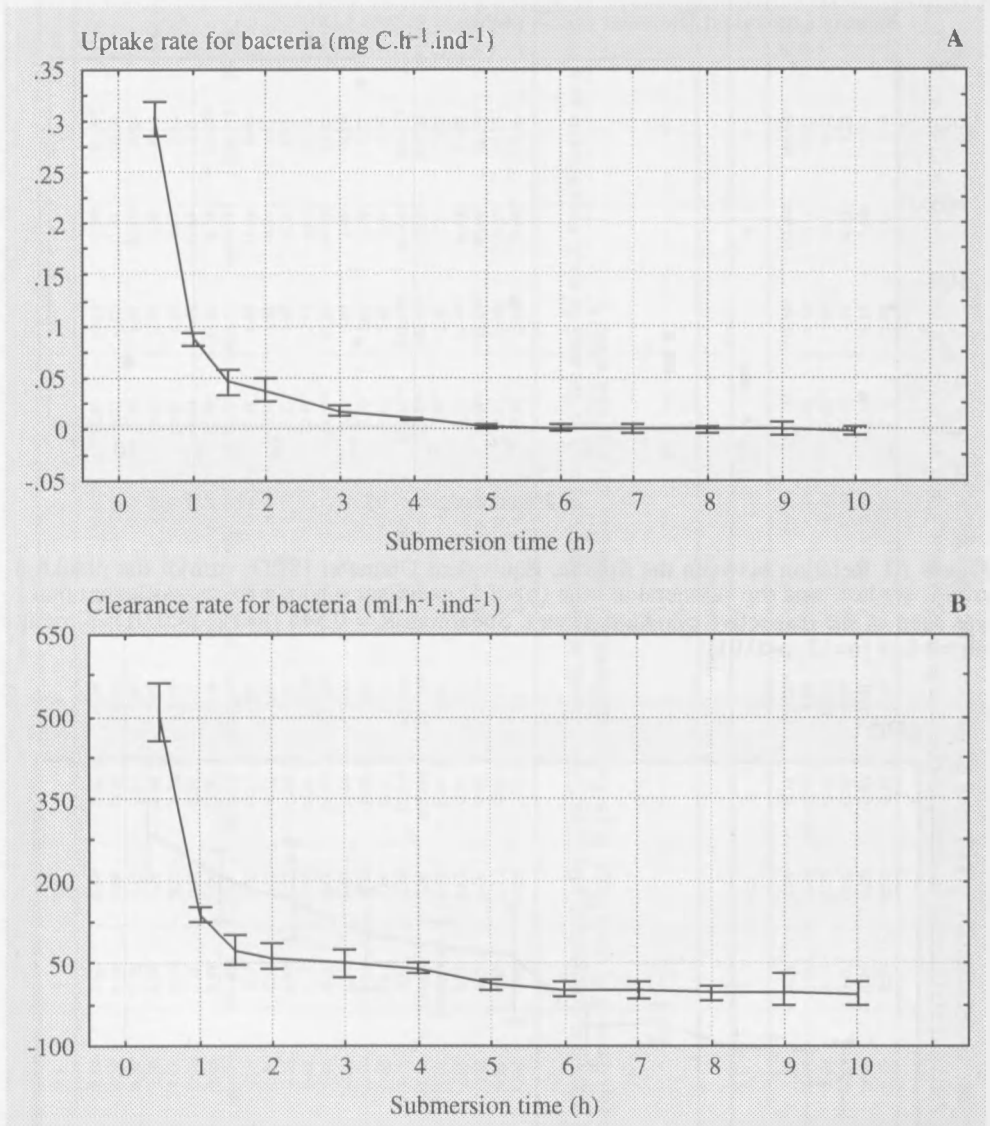 Uptake rate for bacteria (mg C.h-1.ind-1) A
.35
.3
.25
.2
.15
.1
.05
0
-.05
0 1 2 3 4 5 6 7 8 9 10
Submersion time (h)
Clearance rate for bacteria (ml.h-1.ind-1) B
650
500
350
200
50
-100
0 1 2 3 4 5 6 7 8 9 10
Submersion time (h)